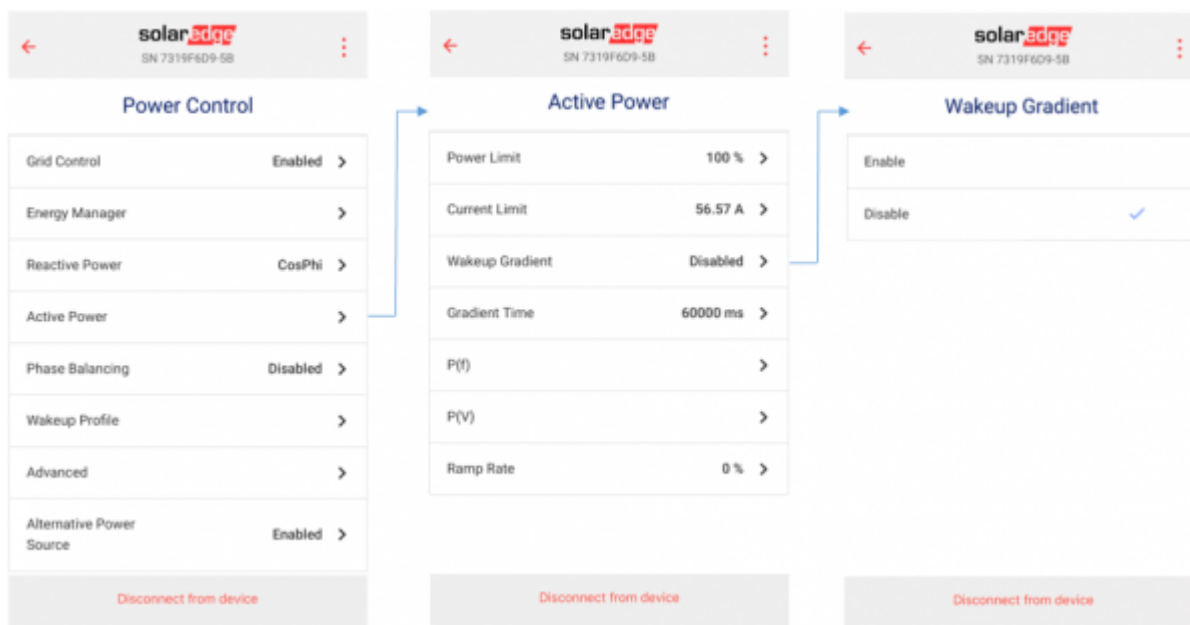 solaredge
SN 7319F6D9-5B
Power Control
Grid Control Enabled
Energy Manager
Reactive Power CosPhi
Active Power
Phase Balancing Disabled
Wakeup Profile
Advanced
Alternative Power
Source Enabled
Disconnect from device
solaredge
SN 7319F6D9-5B
Active Power
Power Limit 100 %
Current Limit 56.57 A
Wakeup Gradient Disabled
Gradient Time 60000 ms
P(f)
P(V)
Ramp Rate 0 %
Disconnect from device
solaredge
SN 7319F6D9-5B
Wakeup Gradient
Enable
Disable
Disconnect from device